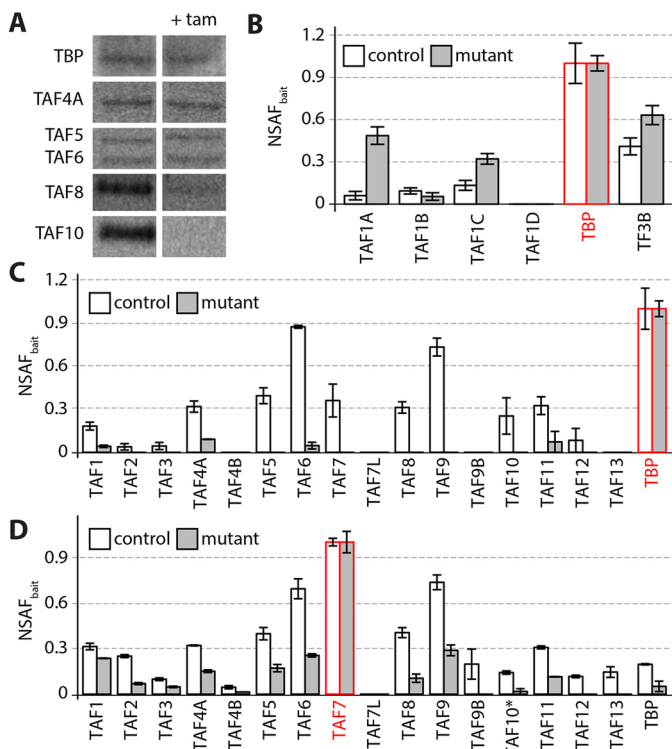 A
+ tam
TBP
TAF4A
TAF5
TAF6
TAF8
TAF10
B
control mutant
NSAFbait
1.2
0.9
0.6
0.3
0
TAF1A TAF1B TAF1C TAF1D TBP TF3B
C
control mutant
NSAFbait
1.2
0.9
0.6
0.3
0
TAF1 TAF2 TAF3 TAF4A TAF4B TAF5 TAF6 TAF7 TAF7L TAF8 TAF9 TAF9B TAF10 TAF11 TAF12 TAF13 TBP
D
control mutant
NSAFbait
0.9
0.6
0.3
0
TAF1 TAF2 TAF3 TAF4A TAF4B TAF5 TAF6 TAF7 TAF7L TAF8 TAF9 TAF9B TAF10* TAF11 TAF12 TAF13 TBP